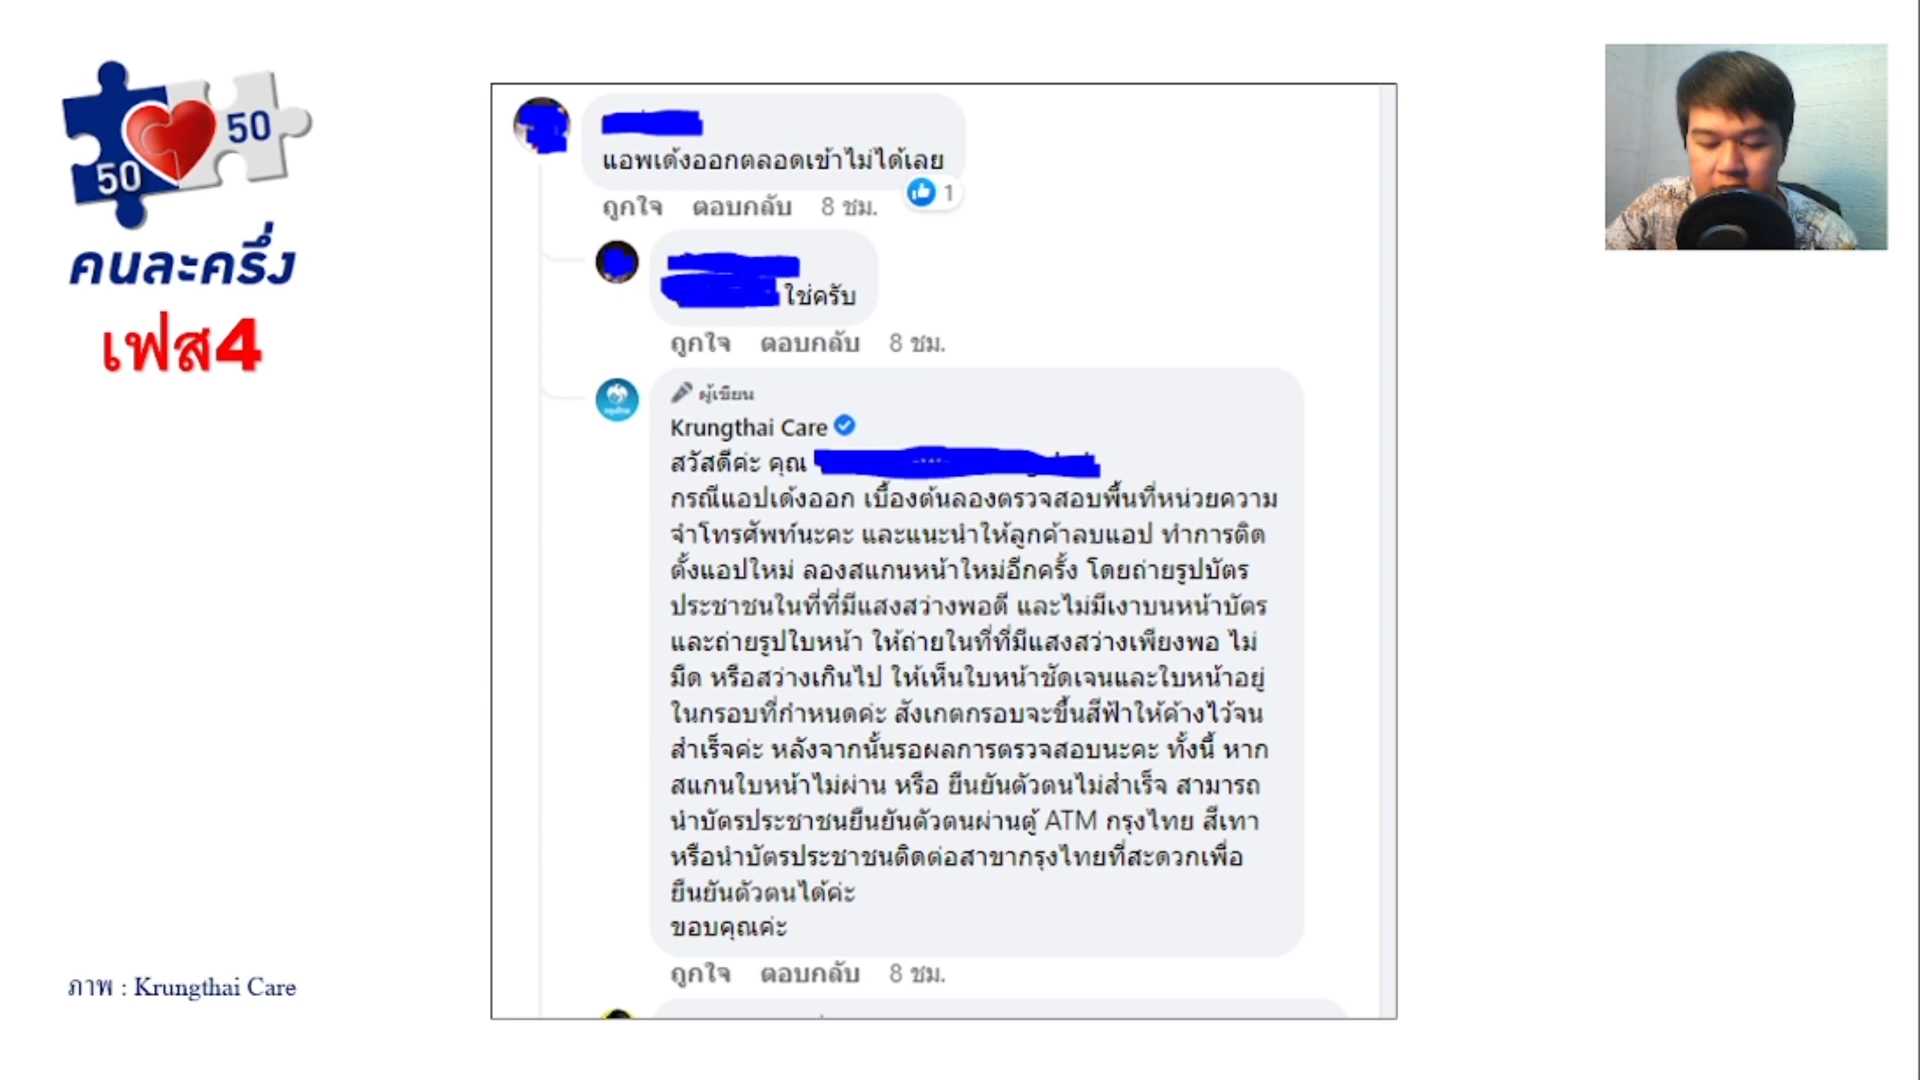 50
50
คนละครึ่ง
เฟส4
แอพเด้งออกตลอดเข้าไม่ได้เลย
1
ถูกใจ ตอบกลับ 8 ชม.
ใช่ครับ
ถูกใจ ตอบกลับ 8 ชม.
ผู้เขียน
Krungthai Care
สวัสดีค่ะ คุณ
กรณีแอปเด้งออก เบื้องต้นลองตรวจสอบพื้นที่หน่วยความ
จำโทรศัพท์นะคะ และแนะนำให้ลูกค้าลบแอป ทำการติด
ตั้งแอปใหม่ ลองสแกนหน้าใหม่อีกครั้ง โดยถ่ายรูปบัตร
ประชาชนในที่ที่มีแสงสว่างพอดี และไม่มีเงาบนหน้าบัตร
และถ่ายรูปใบหน้า ให้ถ่ายในที่ที่มีแสงสว่างเพียงพอ ไม่
มืด หรือสว่างเกินไป ให้เห็นใบหน้าชัดเจนและใบหน้าอยู่
ในกรอบที่กำหนดค่ะ สังเกตกรอบจะขึ้นสีฟ้าให้ค้างไว้จน
สำเร็จค่ะ หลังจากนั้นรอผลการตรวจสอบนะคะ ทั้งนี้ หาก
สแกนใบหน้าไม่ผ่าน หรือ ยืนยันตัวตนไม่สำเร็จ สามารถ
นำบัตรประชาชนยืนยันตัวตนผ่านตู้ ATM กรุงไทย สีเทา
หรือนำบัตรประชาชนติดต่อสาขากรุงไทยที่สะดวกเพื่อ
ยืนยันตัวตนได้ค่ะ
ขอบคุณค่ะ
ถูกใจ ตอบกลับ 8 ชม.
ภาพ : Krungthai Care